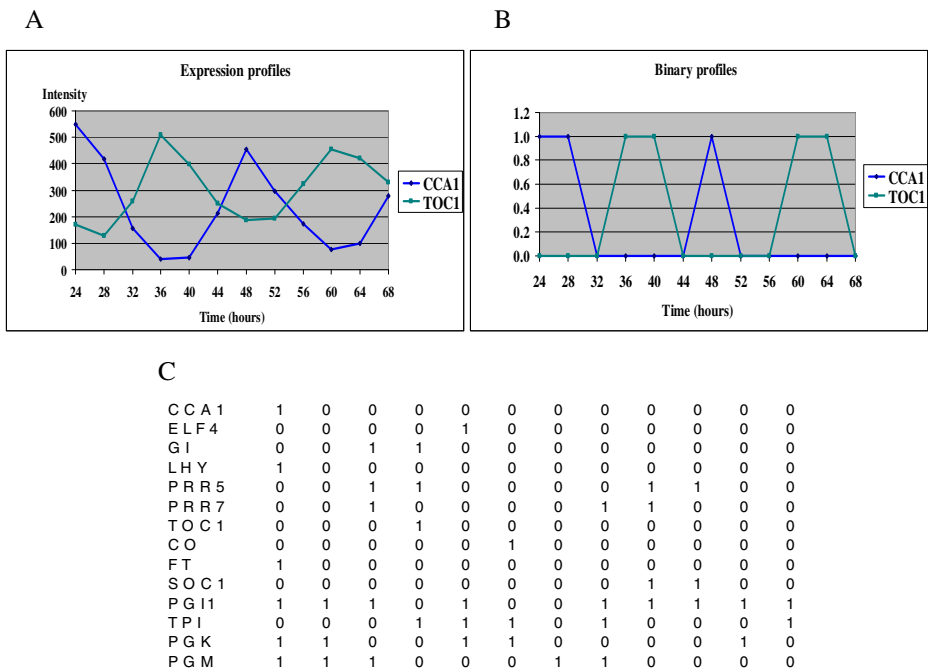 A
B
Expression profiles
Intensity
600
500
400
300
200
100
0
24 28 32 36 40 44 48 52 56 60 64 68
Time (hours)
CCA1
TOC1
Binary profiles
1.2
1.0
0.8
0.6
0.4
0.2
0.0
24 28 32 36 40 44 48 52 56 60 64 68
Time (hours)
CCA1
TOC1
C
CCA1 1 0 0 0 0 0 0 0 0 0 0 0
ELF4 0 0 0 0 1 0 0 0 0 0 0 0
GI 0 0 1 1 0 0 0 0 0 0 0 0
LHY 1 0 0 0 0 0 0 0 0 0 0 0
PRR5 0 0 1 1 0 0 0 0 1 1 0 0
PRR7 0 0 1 0 0 0 0 1 1 0 0 0
TOC1 0 0 0 1 0 0 0 0 0 0 0 0
CO 0 0 0 0 0 1 0 0 0 0 0 0
FT 1 0 0 0 0 0 0 0 0 0 0 0
SOC1 0 0 0 0 0 0 0 0 1 1 0 0
PGI1 1 1 1 0 1 0 0 1 1 1 1 1
TPI 0 0 0 1 1 1 0 1 0 0 0 1
PGK 1 1 0 0 1 1 0 0 0 0 1 0
PGM 1 1 1 0 0 0 1 1 0 0 0 0